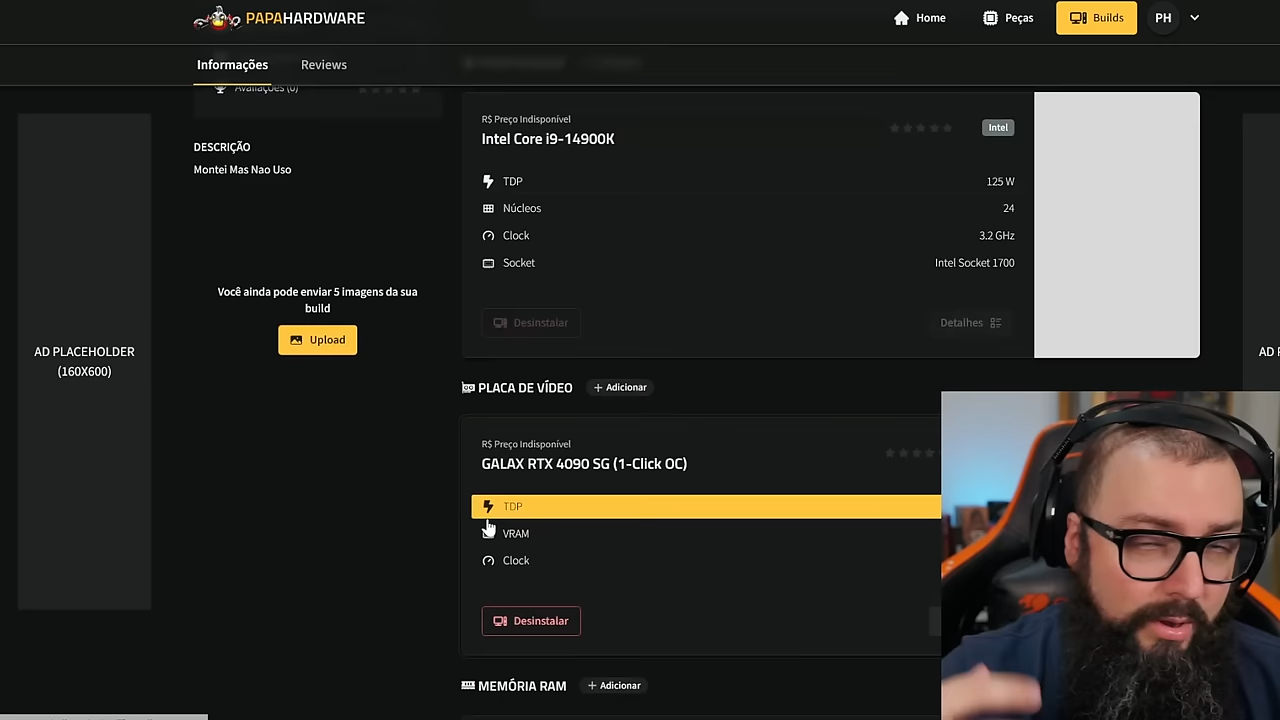 PAPAHARDWARE
Home
Peças
Builds
PH
Informações
Reviews
Avaliações (0)
DESCRIÇÃO
Montei Mas Nao Uso
Você ainda pode enviar 5 imagens da sua
build
Upload
AD PLACEHOLDER
(160X600)
R$ Preço Indisponível
Intel Core i9-14900K
Intel
TDP
125 W
Núcleos
24
Clock
3.2 GHz
Socket
Intel Socket 1700
Desinstalar
Detalhes
PLACA DE VÍDEO
+ Adicionar
R$ Preço Indisponível
GALAX RTX 4090 SG (1-Click OC)
TDP
VRAM
Clock
Desinstalar
MEMÓRIA RAM
+ Adicionar
AD